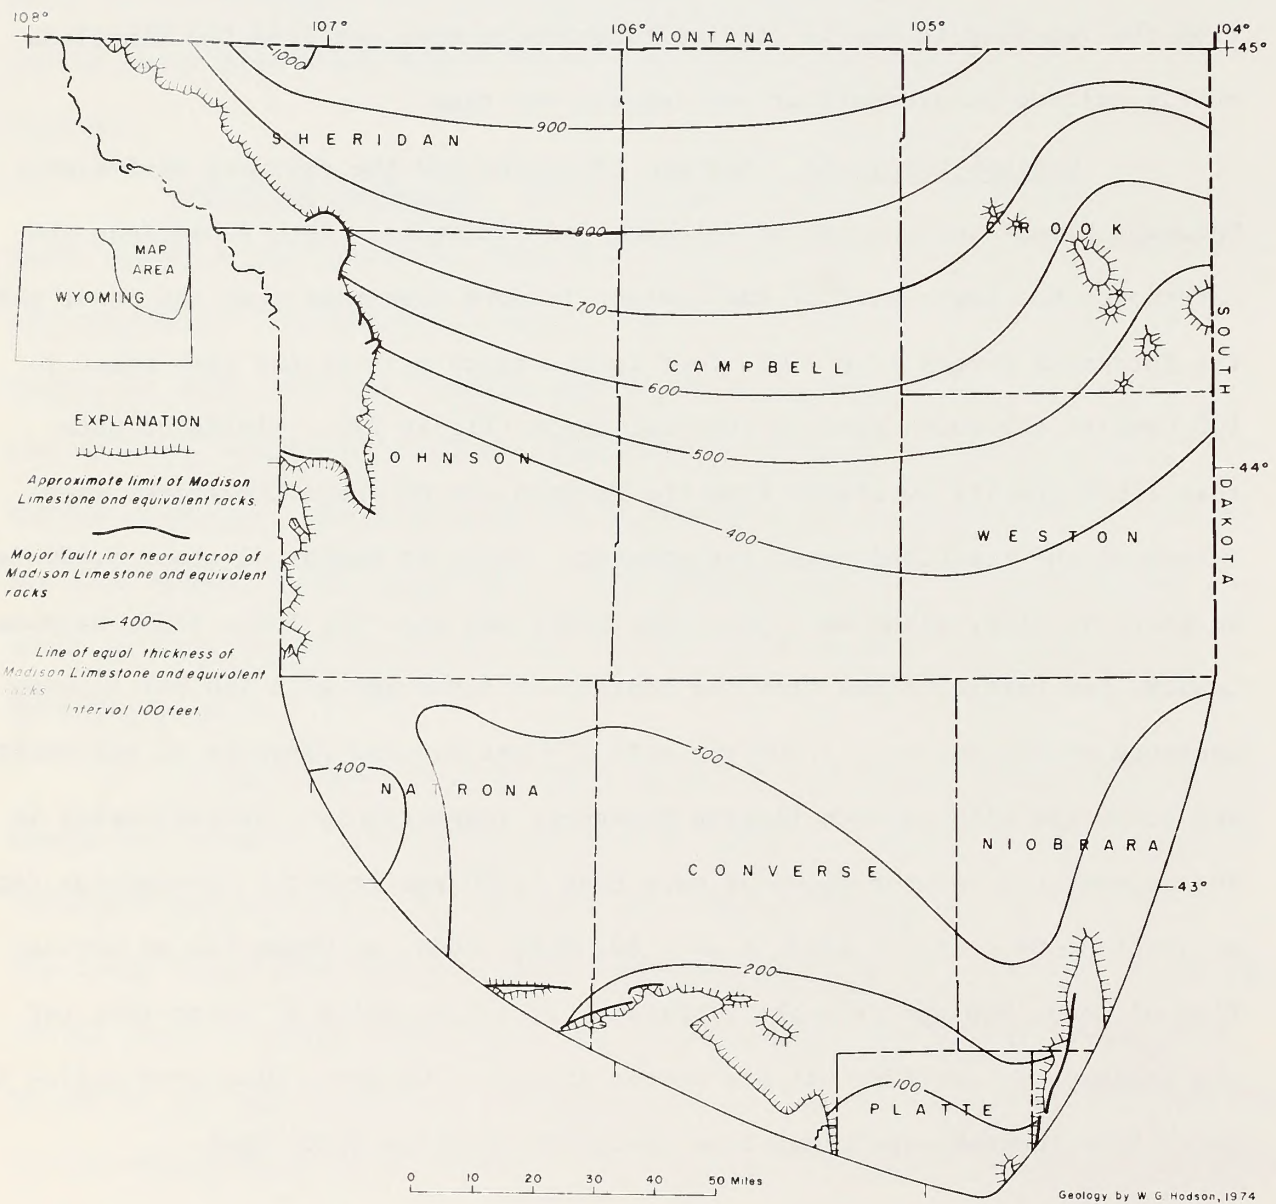 108°
107°
106°
MONTANA
105°
104°
45°
1000
900
SHERIDAN
800
CROOK
MAP
AREA
WYOMING
700
SOUTH
DAKOTA
CAMPBELL
600
EXPLANATION
Approximate limit of Madison
Limestone and equivalent rocks.
JOHNSON
500
44°
Major fault in or near outcrop of
Madison Limestone and equivalent
rocks
400
WESTON
400
Line of equal thickness of
Madison Limestone and equivalent
rocks
Interval 100 feet.
300
400
NATRONA
NIOBRARA
CONVERSE
43°
200
100
PLATTE
0 10 20 30 40 50 Miles
Geology by W G Hodson, 1974